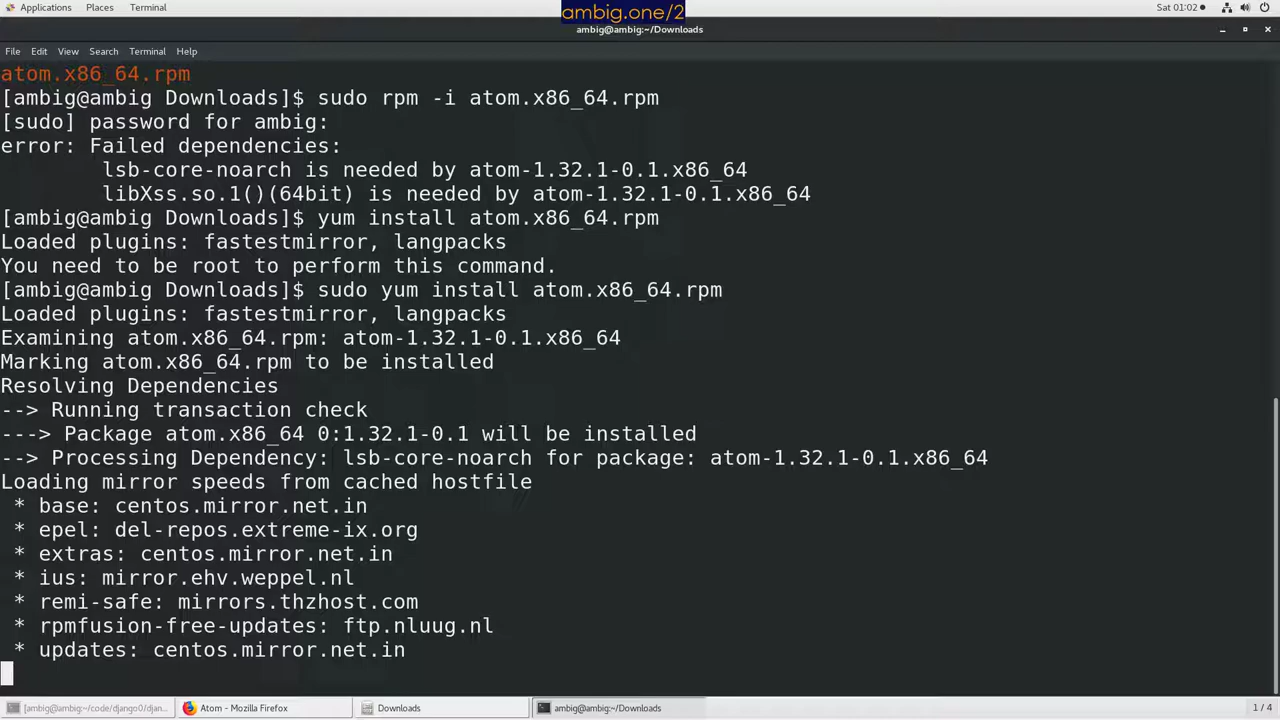 Applications Places Terminal
ambig.one/2
Sat 01:02
ambig@ambig:~/Downloads
File Edit View Search Terminal Help
atom.x86_64.rpm
[ambig@ambig Downloads]$ sudo rpm -i atom.x86_64.rpm
[sudo] password for ambig:
error: Failed dependencies:
lsb-core-noarch is needed by atom-1.32.1-0.1.x86_64
libXss.so.1()(64bit) is needed by atom-1.32.1-0.1.x86_64
[ambig@ambig Downloads]$ yum install atom.x86_64.rpm
Loaded plugins: fastestmirror, langpacks
You need to be root to perform this command.
[ambig@ambig Downloads]$ sudo yum install atom.x86_64.rpm
Loaded plugins: fastestmirror, langpacks
Examining atom.x86_64.rpm: atom-1.32.1-0.1.x86_64
Marking atom.x86_64.rpm to be installed
Resolving Dependencies
--> Running transaction check
---> Package atom.x86_64 0:1.32.1-0.1 will be installed
--> Processing Dependency: lsb-core-noarch for package: atom-1.32.1-0.1.x86_64
Loading mirror speeds from cached hostfile
* base: centos.mirror.net.in
* epel: del-repos.extreme-ix.org
* extras: centos.mirror.net.in
* ius: mirror.ehv.weppel.nl
* remi-safe: mirrors.thzhost.com
* rpmfusion-free-updates: ftp.nluug.nl
* updates: centos.mirror.net.in
[ambig@ambig:~/code/django0/djan... Atom - Mozilla Firefox Downloads ambig@ambig:~/Downloads 1 / 4